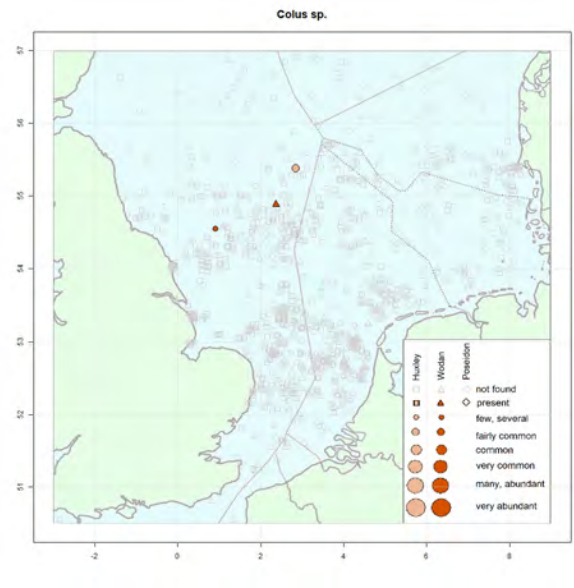 Colus sp.
57
56
55
54
53
52
51
-2
0
2
4
6
8
Huxley
Wodan
Poseidon
not found
present
few, several
fairly common
common
very common
many, abundant
very abundant